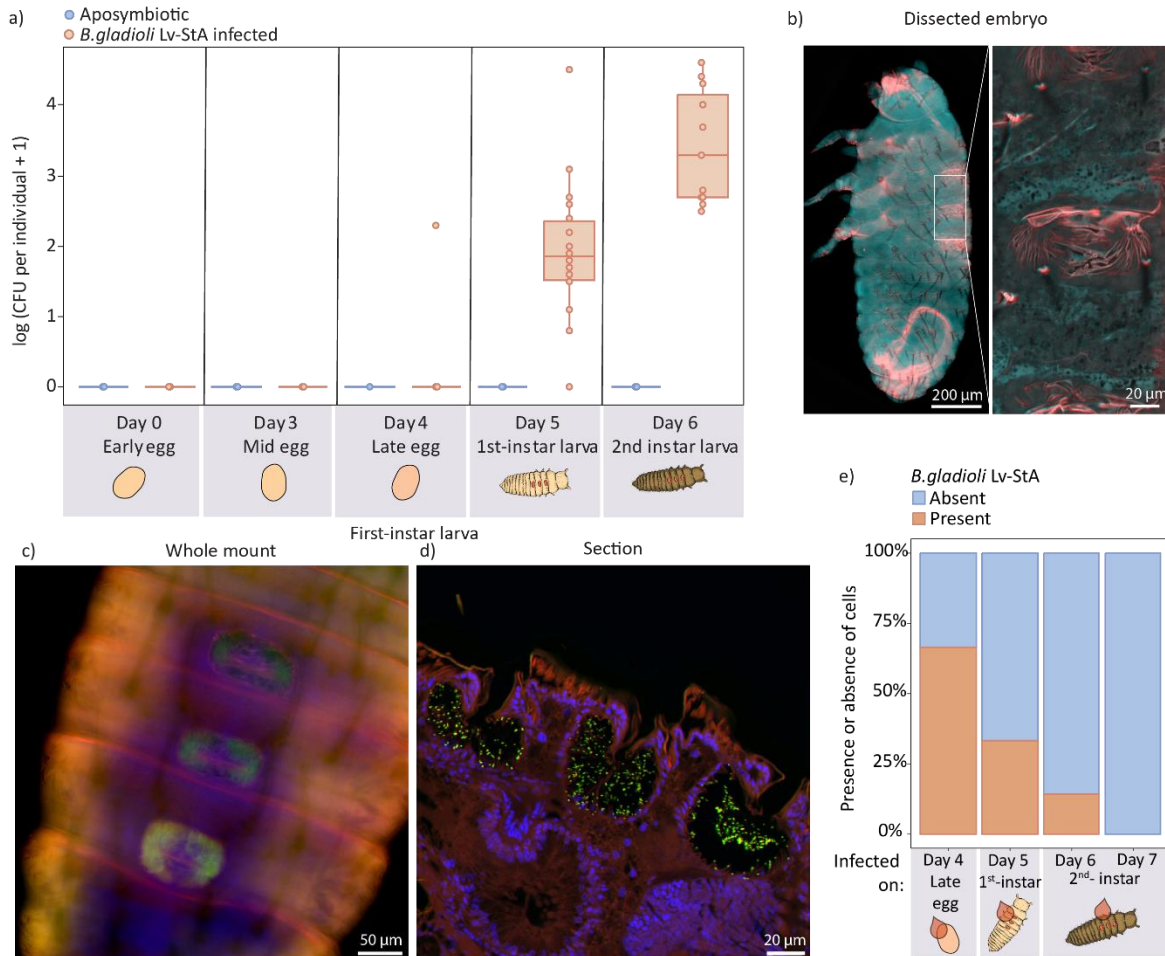 a)
Aposymbiotic
B.gladioli Lv-StA infected
log (CFU per individual + 1)
4
3
2
1
0
Day 0
Early egg
Day 3
Mid egg
Day 4
Late egg
Day 5
1st-instar larva
Day 6
2nd instar larva
b)
Dissected embryo
200 µm
20 µm
First-instar larva
c)
Whole mount
50 µm
d)
Section
20 µm
e)
B.gladioli Lv-StA
Absent
Present
Presence or absence of cells
100%
75%
50%
25%
0%
Infected
on:
Day 4
Late
egg
Day 5
1st-instar
Day 6
Day 7
2nd- instar